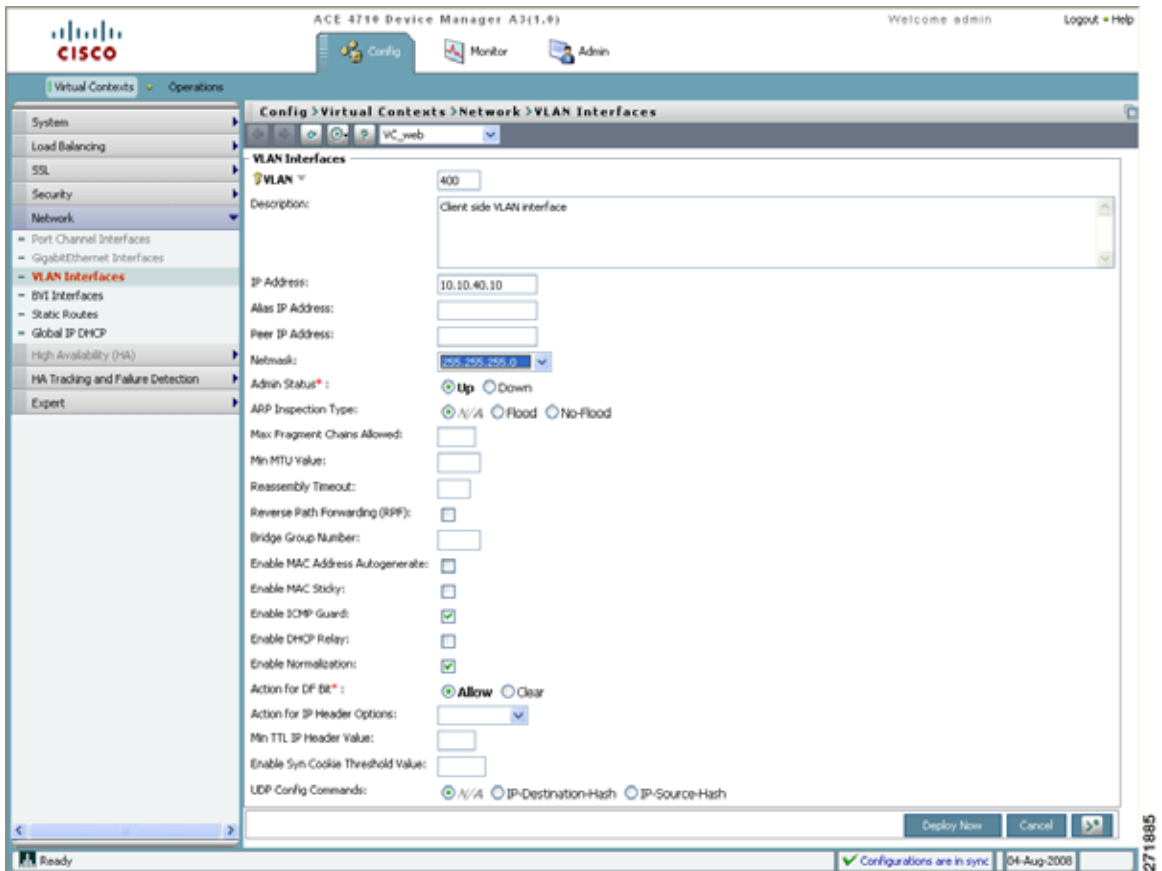 ACE 4710 Device Manager A3(1.0)
Welcome admin
Logout • Help
CISCO
Config
Monitor
Admin
Virtual Contexts
Operations
System
Load Balancing
SSL
Security
Network
Port Channel Interfaces
GigabitEthernet Interfaces
VLAN Interfaces
BVI Interfaces
Static Routes
Global IP DHCP
High Availability (HA)
HA Tracking and Failure Detection
Expert
Config > Virtual Contexts > Network > VLAN Interfaces
VC_web
VLAN Interfaces
VLAN
400
Description:
Client side VLAN interface
IP Address:
10.10.40.10
Alias IP Address:
Peer IP Address:
Netmask:
255.255.255.0
Admin Status* :
Up Down
ARP Inspection Type:
N/A Flood No-Flood
Max Fragment Chains Allowed:
Min MTU Value:
Reassembly Timeout:
Reverse Path Forwarding (RPF):
Bridge Group Number:
Enable MAC Address Autogenerate:
Enable MAC Sticky:
Enable ICMP Guard:
Enable DHCP Relay:
Enable Normalization:
Action for DF Bit* :
Allow Clear
Action for IP Header Options:
Min TTL IP Header Value:
Enable Syn Cookie Threshold Value:
UDP Config Commands:
N/A IP-Destination-Hash IP-Source-Hash
Deploy Now
Cancel
Ready
Configurations are in sync
04-Aug-2008
271885